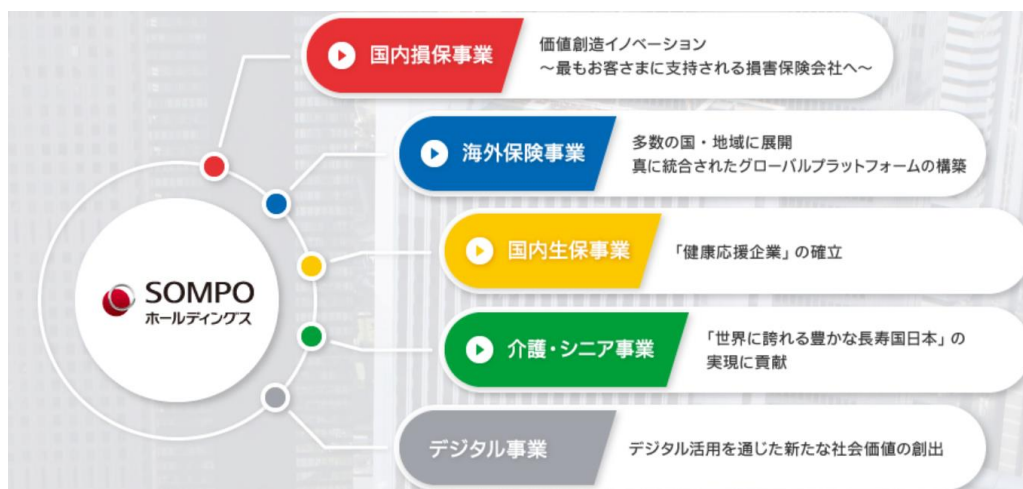 国内損保事業
価値創造イノベーション
～最もお客さまに支持される損害保険会社へ～
海外保険事業
多数の国・地域に展開
真に統合されたグローバルプラットフォームの構築
国内生保事業
「健康応援企業」の確立
SOMPO
ホールディングス
介護・シニア事業
「世界に誇れる豊かな長寿国日本」の
実現に貢献
デジタル事業
デジタル活用を通じた新たな社会価値の創出